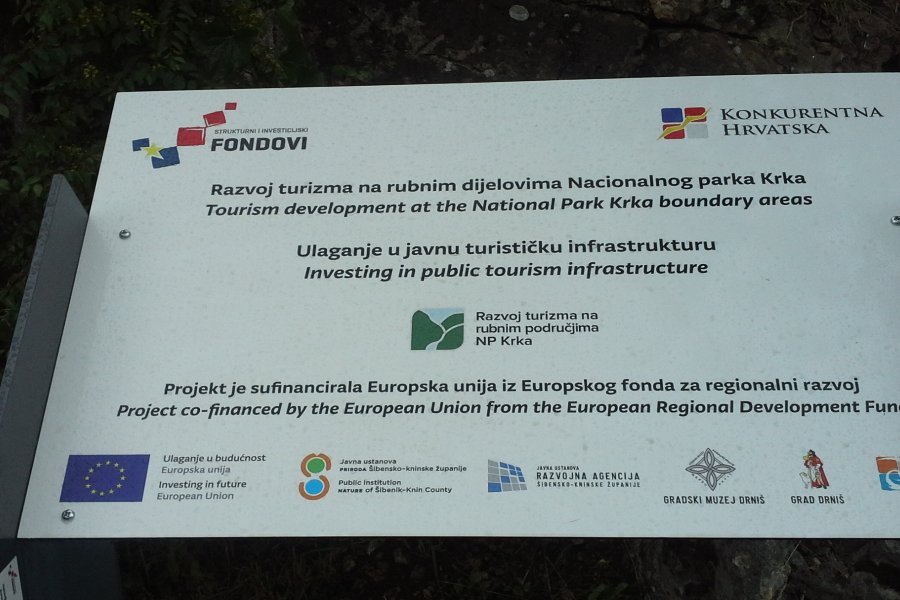 STRUKTURNI I INVESTICIJSKI
FONDOVI
KONKURENTNA
HRVATSKA
Razvoj turizma na rubnim dijelovima Nacionalnog parka Krka
Tourism development at the National Park Krka boundary areas
Ulaganje u javnu turističku infrastrukturu
Investing in public tourism infrastructure
Razvoj turizma na
rubnim područjima
NP Krka
Projekt je sufinancirala Europska unija iz Europskog fonda za regionalni razvoj
Project co-financed by the European Union from the European Regional Development Fund
Ulaganje u budućnost
Europska unija
Investing in future
European Union
Javna ustanova
PRIRODA ŠIBENSKO-KNINSKE ŽUPANIJE
Public Institution
NATURE OF ŠIBENIK-KNIN COUNTY
JAVNA USTANOVA
RAZVOJNA AGENCIJA
ŠIBENSKO-KNINSKE ŽUPANIJE
GRADSKI MUZEJ DRNIŠ
GRAD DRNIŠ